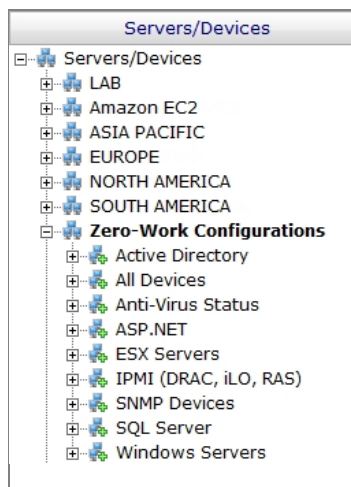 Servers/Devices
Servers/Devices
LAB
Amazon EC2
ASIA PACIFIC
EUROPE
NORTH AMERICA
SOUTH AMERICA
Zero-Work Configurations
Active Directory
All Devices
Anti-Virus Status
ASP.NET
ESX Servers
IPMI (DRAC, iLO, RAS)
SNMP Devices
SQL Server
Windows Servers